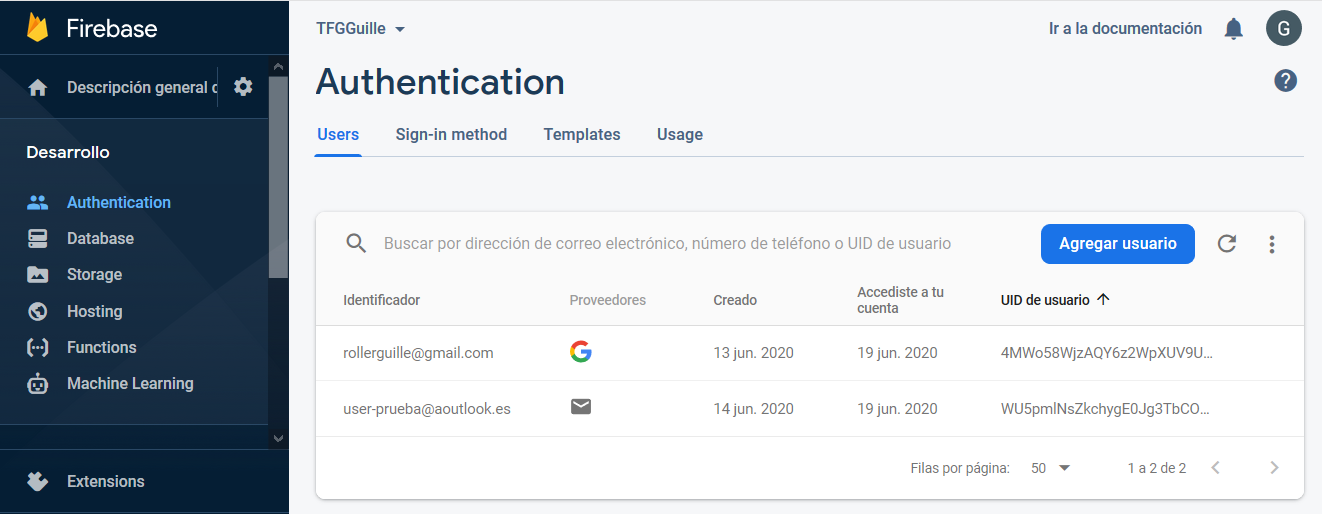 Firebase
Descripción general d
Desarrollo
Authentication
Database
Storage
Hosting
Functions
Machine Learning
Extensions
TFGGuille
Ir a la documentación
G
Authentication
Users Sign-in method Templates Usage
Buscar por dirección de correo electrónico, número de teléfono o UID de usuario
Agregar usuario
Identificador Proveedores Creado Accediste a tu cuenta UID de usuario
rollerguille@gmail.com 13 jun. 2020 19 jun. 2020 4MWo58WjzAQY6z2WpXUV9U...
user-prueba@aoutlook.es 14 jun. 2020 19 jun. 2020 WU5pmlNsZkchygE0Jg3TbCO...
Filas por página: 50 1 a 2 de 2